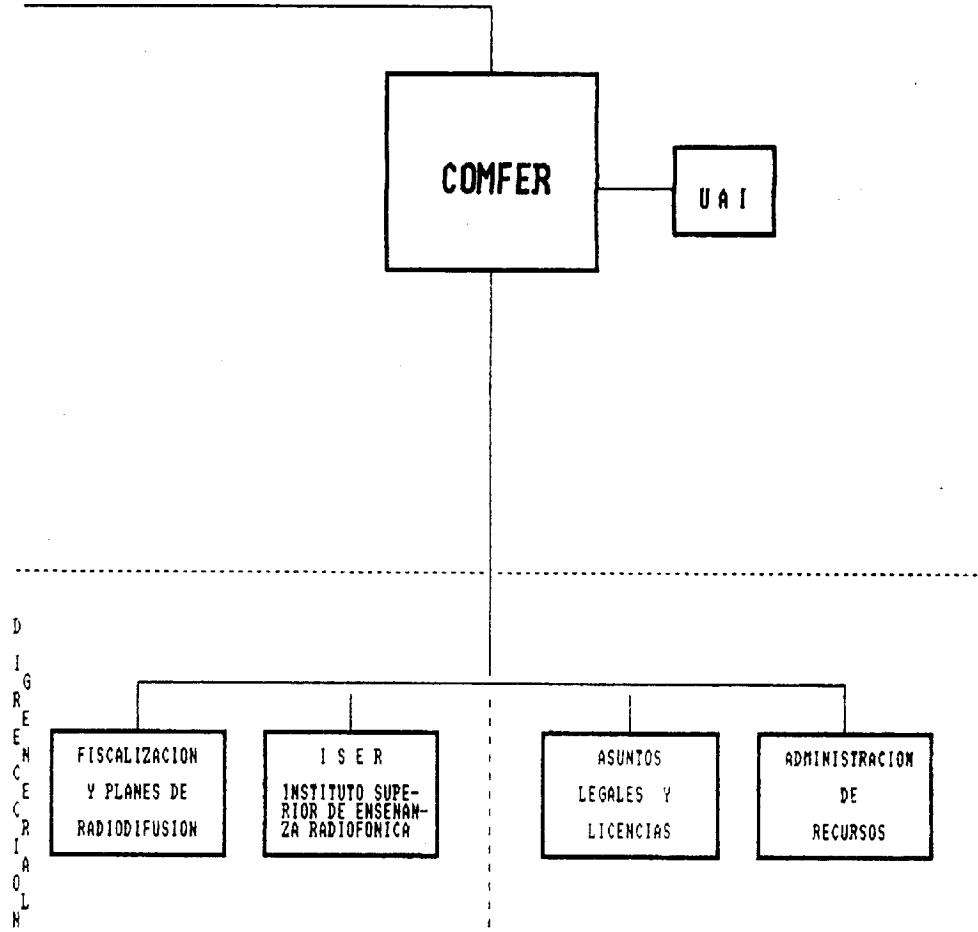 COMFER
U A I
DIRECCION
GENERAL
FISCALIZACION
Y PLANES DE
RADIODIFUSION
I S E R
INSTITUTO SUPE-
RIOR DE ENSENAN-
ZA RADIOFONICA
ASUNTOS
LEGALES Y
LICENCIAS
ADMINISTRACION
DE
RECURSOS